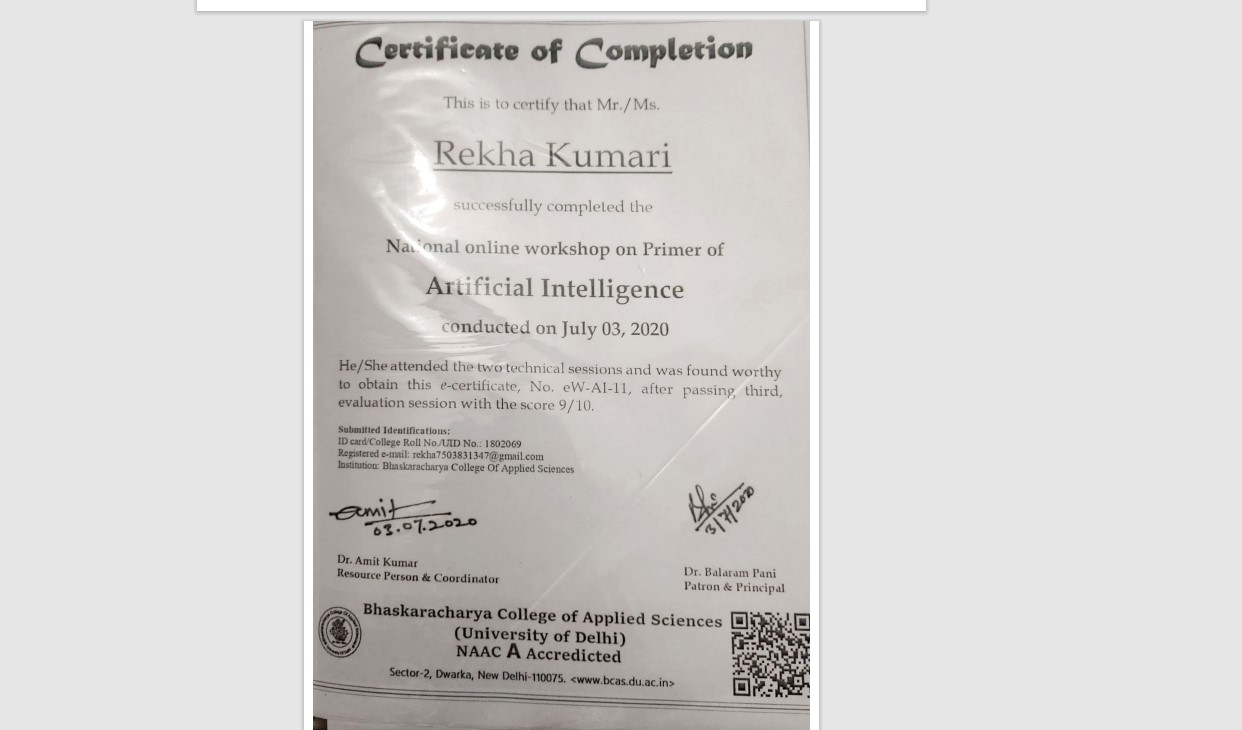 Certificate of Completion
This is to certify that Mr./Ms.
Rekha Kumari
successfully completed the
National online workshop on Primer of
Artificial Intelligence
conducted on July 03, 2020
He/She attended the two technical sessions and was found worthy
to obtain this e-certificate, No. eW-AI-11, after passing third,
evaluation session with the score 9/10.
Submitted Identifications:
ID card/College Roll No./UID No.: 1802069
Registered e-mail: rekha7503831347@gmail.com
Institution: Bhaskaracharya College Of Applied Sciences
Amit
03.07.2020
3/7/2020
Dr. Amit Kumar
Resource Person & Coordinator
Dr. Balaram Pani
Patron & Principal
Bhaskaracharya College of Applied Sciences
(University of Delhi)
NAAC A Accredited
Sector-2, Dwarka, New Delhi-110075. <www.bcas.du.ac.in>